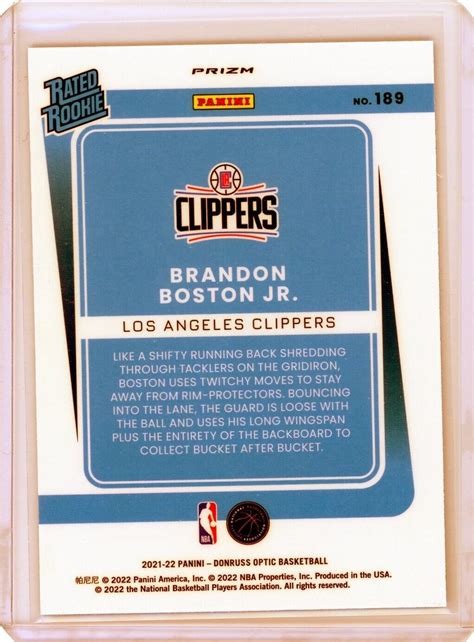 PRIZM
RATED
ROOKIE
PANINI
NO. 189
CLIPPERS
BRANDON
BOSTON JR.
LOS ANGELES CLIPPERS
LIKE A SHIFTY RUNNING BACK SHREDDING
THROUGH TACKLERS ON THE GRIDIRON,
BOSTON USES TWITCHY MOVES TO STAY
AWAY FROM RIM-PROTECTORS. BOUNCING
INTO THE LANE, THE GUARD IS LOOSE WITH
THE BALL AND USES HIS LONG WINGSPAN
PLUS THE ENTIRETY OF THE BACKBOARD TO
COLLECT BUCKET AFTER BUCKET.
NBA
2021-22 PANINI – DONRUSS OPTIC BASKETBALL
帕尼尼 © 2022 Panini America, Inc. © 2022 NBA Properties, Inc. Produced in the USA.
© 2022 the National Basketball Players Association. All rights reserved.